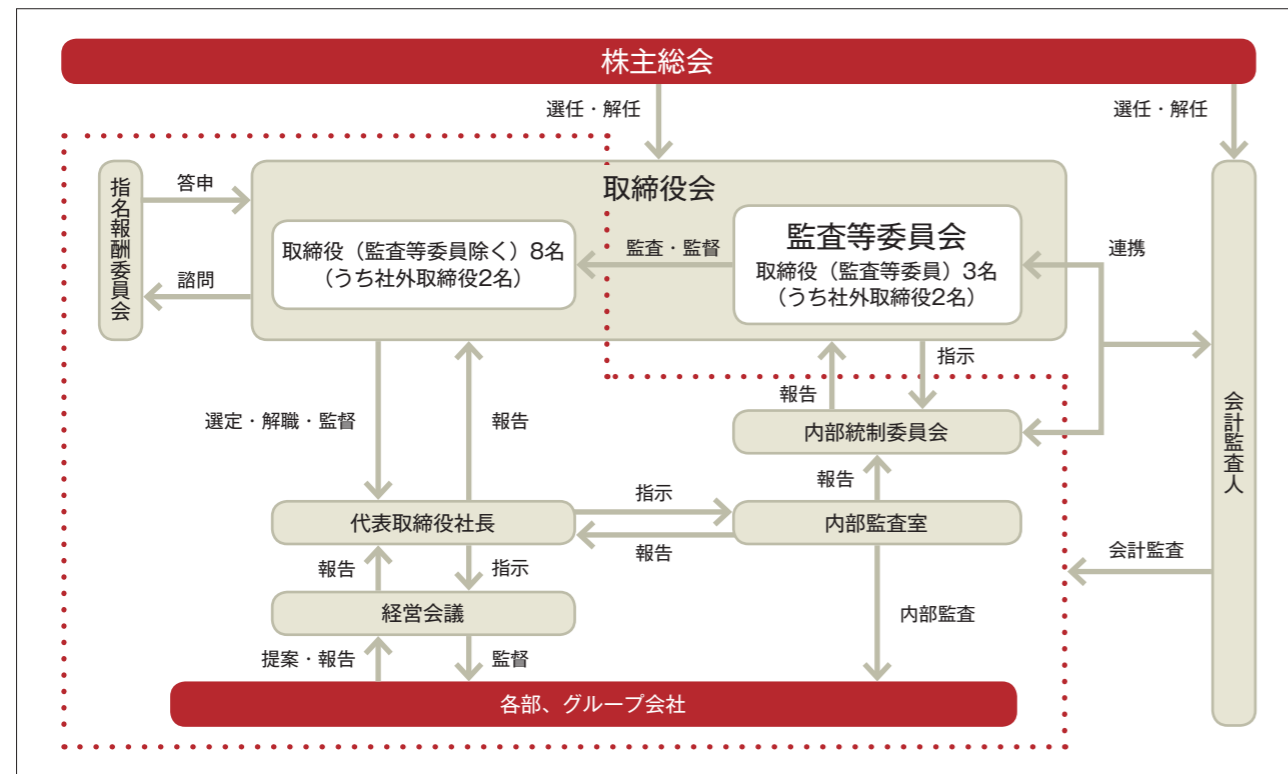 株主総会
選任・解任
選任・解任
指名報酬委員会
答申
諮問
取締役会
取締役（監査等委員除く）8名
（うち社外取締役2名）
監査・監督
監査等委員会
取締役（監査等委員）3名
（うち社外取締役2名）
連携
会計監査人
選定・解職・監督
報告
報告
指示
内部統制委員会
報告
代表取締役社長
指示
報告
内部監査室
報告
指示
会計監査
経営会議
内部監査
提案・報告
監督
各部、グループ会社